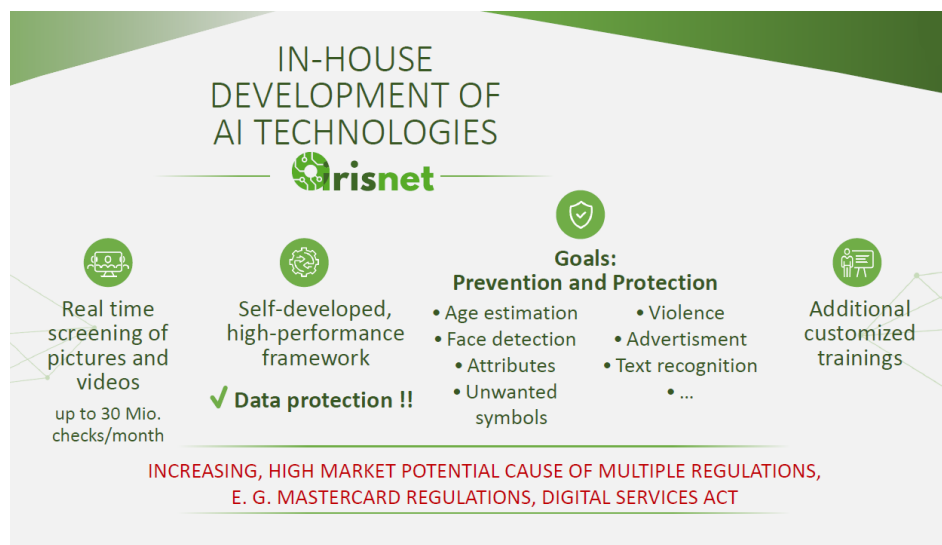 IN-HOUSE
DEVELOPMENT OF
AI TECHNOLOGIES
irisnet
Real time
screening of
pictures and
videos
up to 30 Mio.
checks/month
Self-developed,
high-performance
framework
✓ Data protection !!
Goals:
Prevention and Protection
• Age estimation
• Face detection
• Attributes
• Unwanted
symbols
• Violence
• Advertisment
• Text recognition
• ...
Additional
customized
trainings
INCREASING, HIGH MARKET POTENTIAL CAUSE OF MULTIPLE REGULATIONS,
E. G. MASTERCARD REGULATIONS, DIGITAL SERVICES ACT